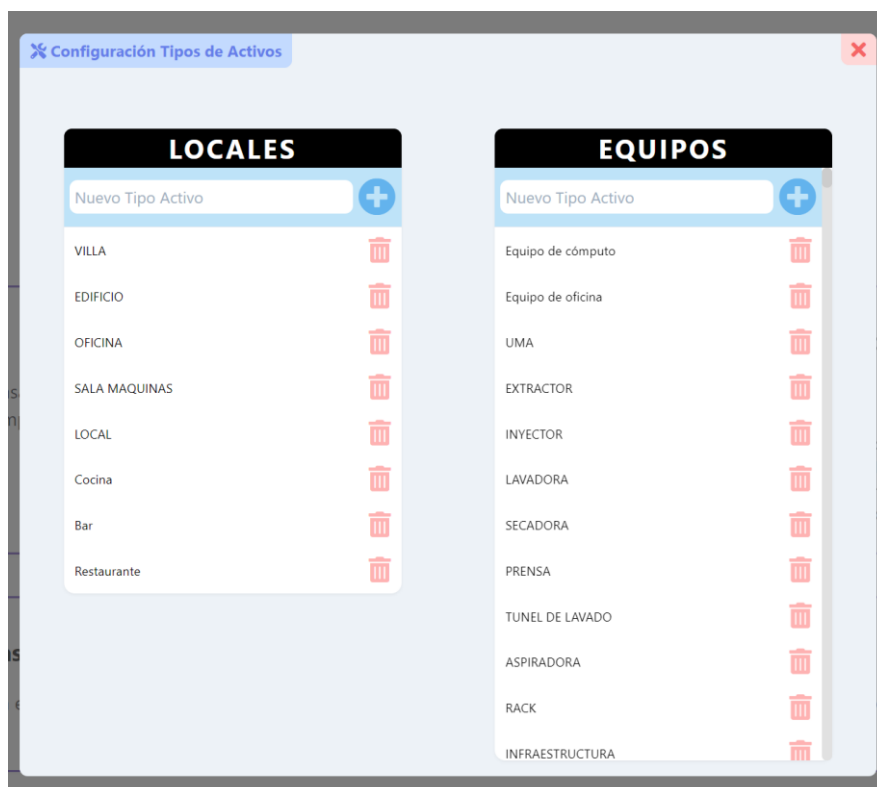 Configuración Tipos de Activos
LOCALES
Nuevo Tipo Activo
VILLA
EDIFICIO
OFICINA
SALA MAQUINAS
LOCAL
Cocina
Bar
Restaurante
EQUIPOS
Nuevo Tipo Activo
Equipo de cómputo
Equipo de oficina
UMA
EXTRACTOR
INYECTOR
LAVADORA
SECADORA
PRENSA
TUNEL DE LAVADO
ASPIRADORA
RACK
INFRAESTRUCTURA